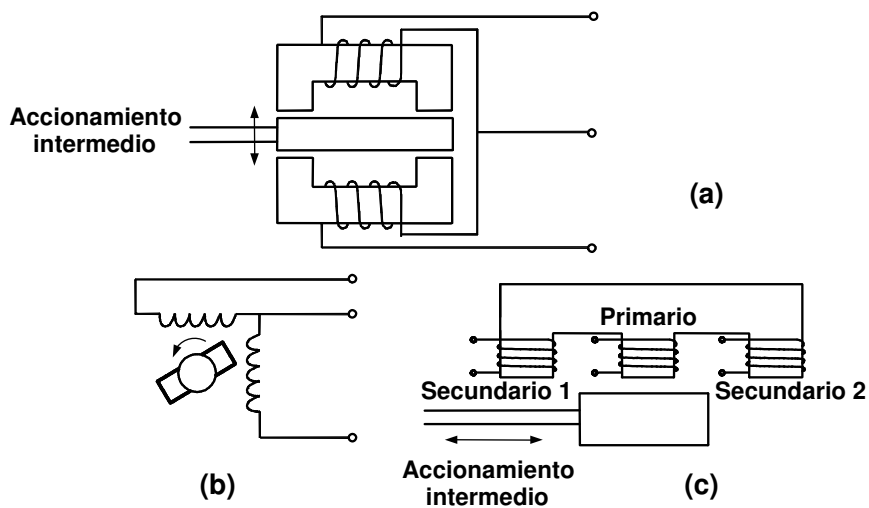 Accionamiento
intermedio
(a)
Primario
Secundario 1
Secundario 2
(b)
Accionamiento
intermedio
(c)